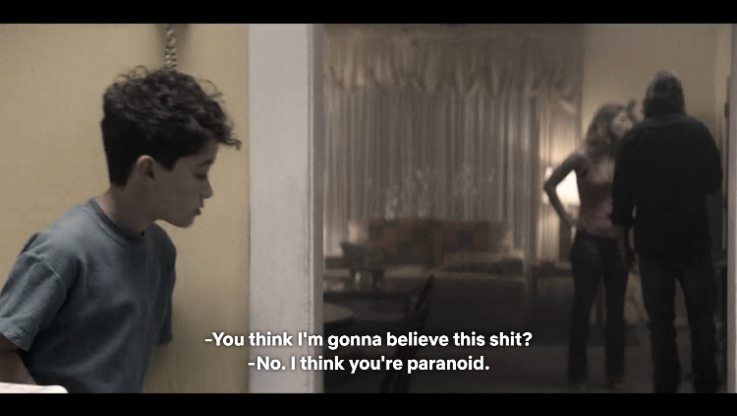 -You think I'm gonna believe this shit?
-No. I think you're paranoid.